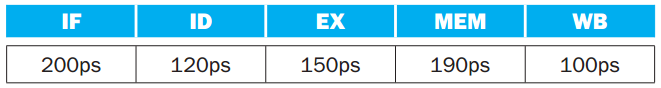 IF ID EX MEM WB
200ps 120ps 150ps 190ps 100ps